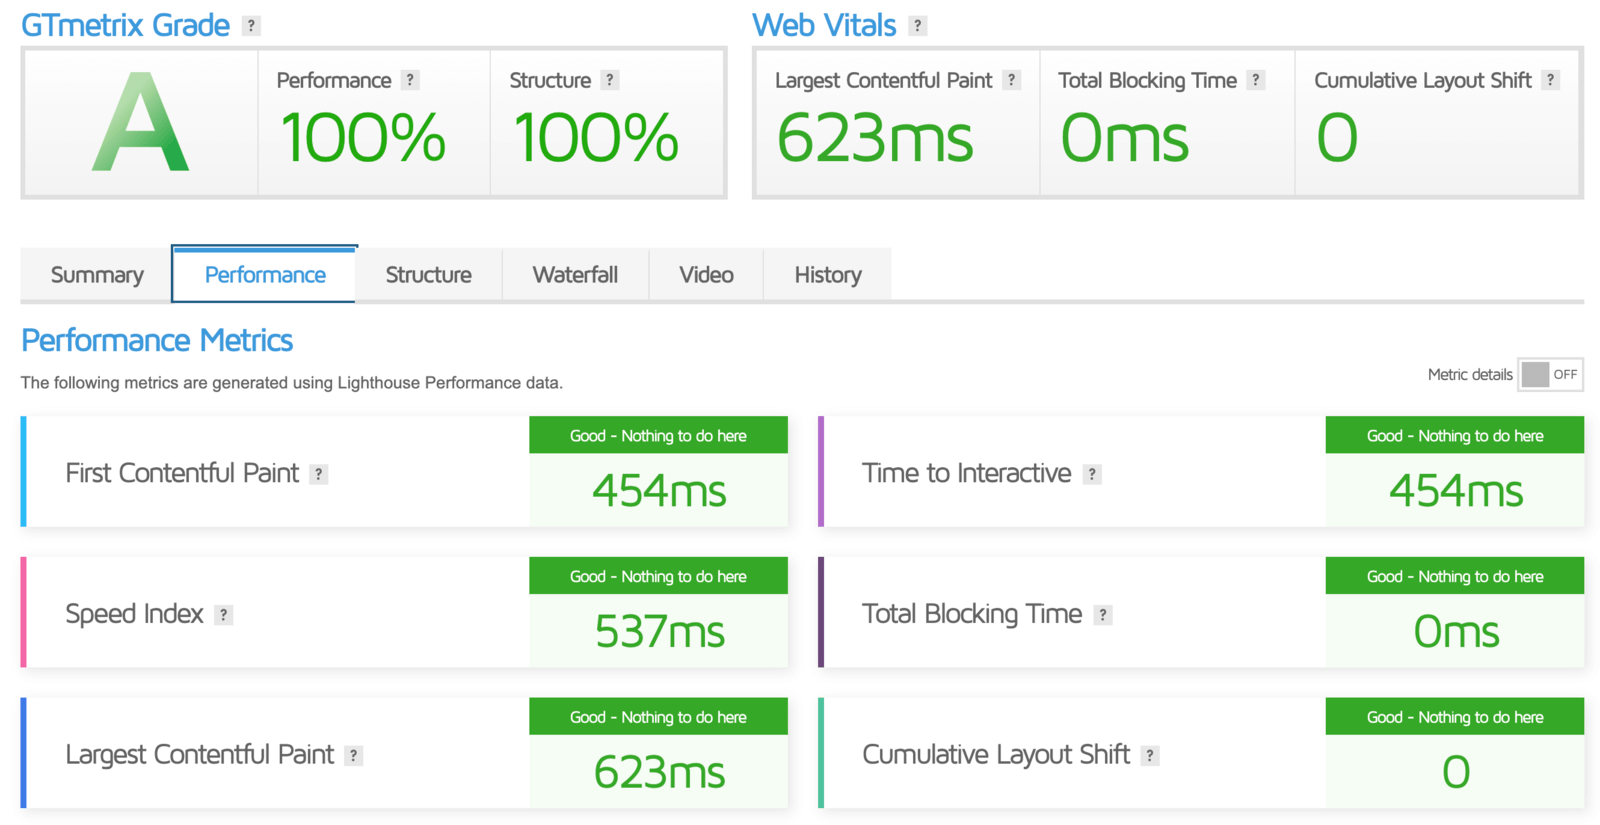 GTmetrix Grade ?
Web Vitals ?
A
Performance ?
100%
Structure ?
100%
Largest Contentful Paint ?
623ms
Total Blocking Time ?
0ms
Cumulative Layout Shift ?
0
Summary
Performance
Structure
Waterfall
Video
History
Performance Metrics
The following metrics are generated using Lighthouse Performance data.
Metric details OFF
First Contentful Paint ?
Good - Nothing to do here
454ms
Time to Interactive ?
Good - Nothing to do here
454ms
Speed Index ?
Good - Nothing to do here
537ms
Total Blocking Time ?
Good - Nothing to do here
0ms
Largest Contentful Paint ?
Good - Nothing to do here
623ms
Cumulative Layout Shift ?
Good - Nothing to do here
0